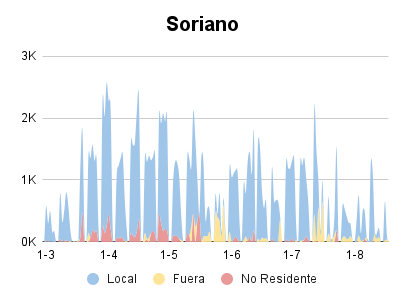 Soriano
3K
2K
1K
0K
1-3 1-4 1-5 1-6 1-7 1-8
Local Fuera No Residente